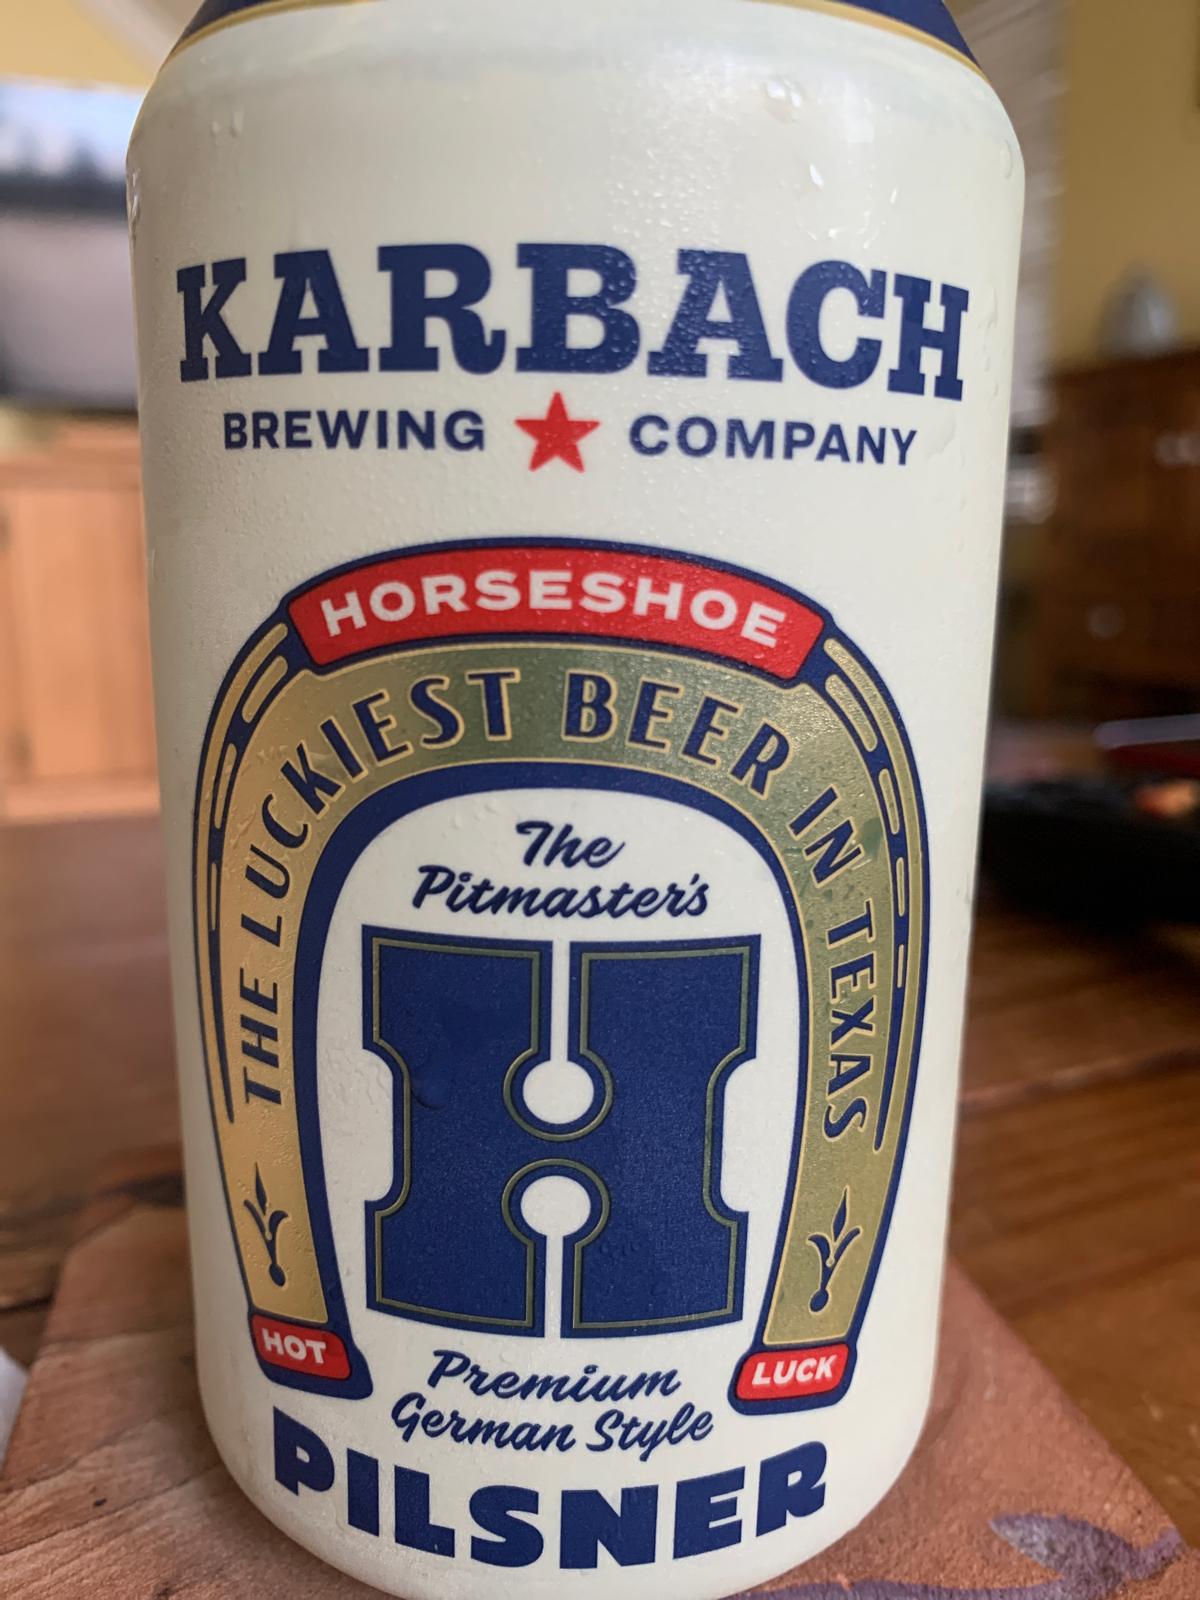 KARBACH
BREWING COMPANY
HORSESHOE
THE LUCKIEST BEER IN TEXAS
The
Pitmaster's
H
HOT LUCK
Premium
German Style
PILSNER